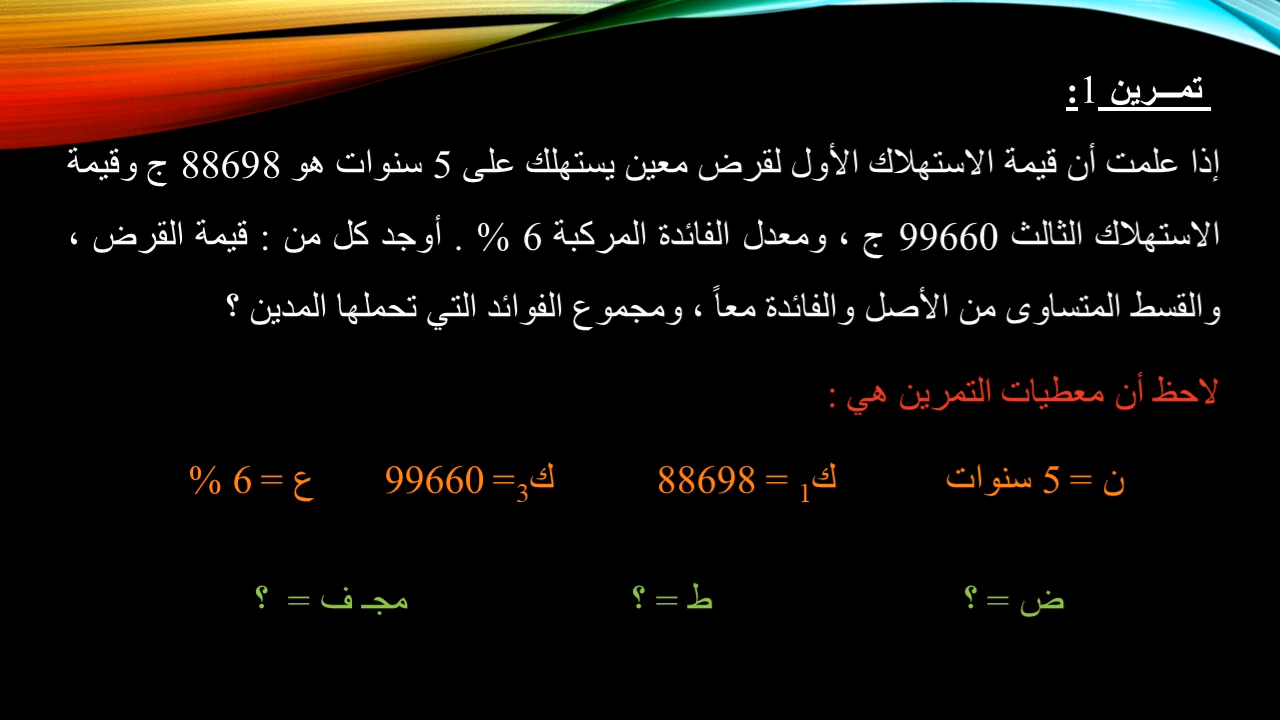 تمـــرين 1:
إذا علمت أن قيمة الاستهلاك الأول لقرض معين يستهلك على 5 سنوات هو 88698 ج وقيمة
الاستهلاك الثالث 99660 ج ، ومعدل الفائدة المركبة 6 % . أوجد كل من : قيمة القرض ،
والقسط المتساوى من الأصل والفائدة معاً ، ومجموع الفوائد التي تحملها المدين ؟
لاحظ أن معطيات التمرين هي :
ن = 5 سنوات ك1 = 88698 ك3= 99660 ع = 6 %
ض = ؟ ط = ؟ مجـ ف = ؟